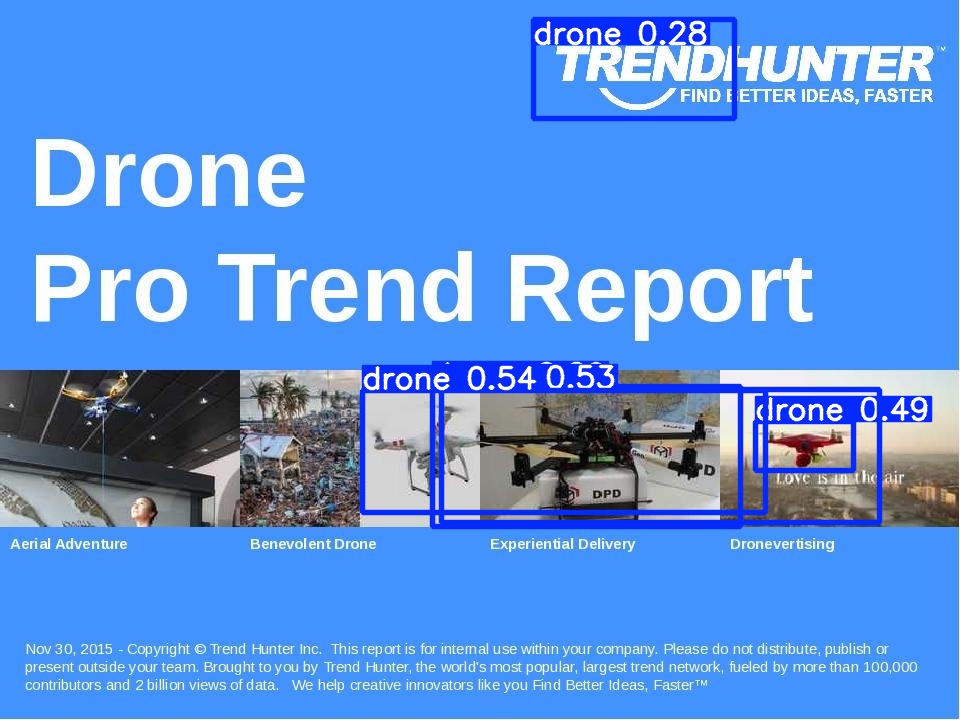 drone 0.28
TRENDHUNTER™
FIND BETTER IDEAS, FASTER
Drone
Pro Trend Report
drone 0.54 0.53
drone 0.49
DPD
DPD
Love is in the air
Aerial Adventure
Benevolent Drone
Experiential Delivery
Dronevertising
Nov 30, 2015 - Copyright © Trend Hunter Inc. This report is for internal use within your company. Please do not distribute, publish or
present outside your team. Brought to you by Trend Hunter, the world's most popular, largest trend network, fueled by more than 100,000
contributors and 2 billion views of data. We help creative innovators like you Find Better Ideas, Faster™